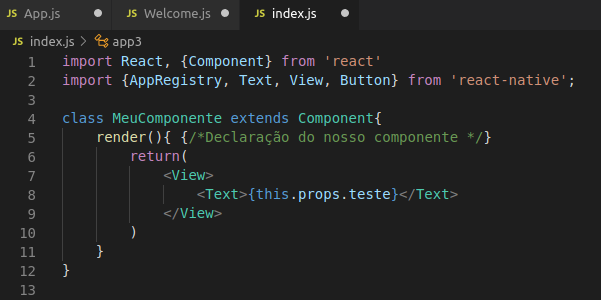 JS App.js JS Welcome.js JS index.js
JS index.js > app3
1 import React, {Component} from 'react'
2 import {AppRegistry, Text, View, Button} from 'react-native';
3
4 class MeuComponente extends Component{
5     render(){ {/*Declaração do nosso componente */}
6         return(
7             <View>
8                 <Text>{this.props.teste}</Text>
9             </View>
10         )
11     }
12 }
13